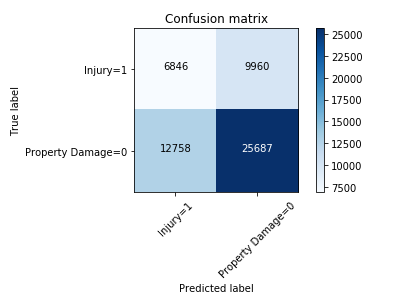 Confusion matrix
True label
Injury=1
Property Damage=0
6846
9960
12758
25687
Injury=1
Property Damage=0
Predicted label
25000
22500
20000
17500
15000
12500
10000
7500